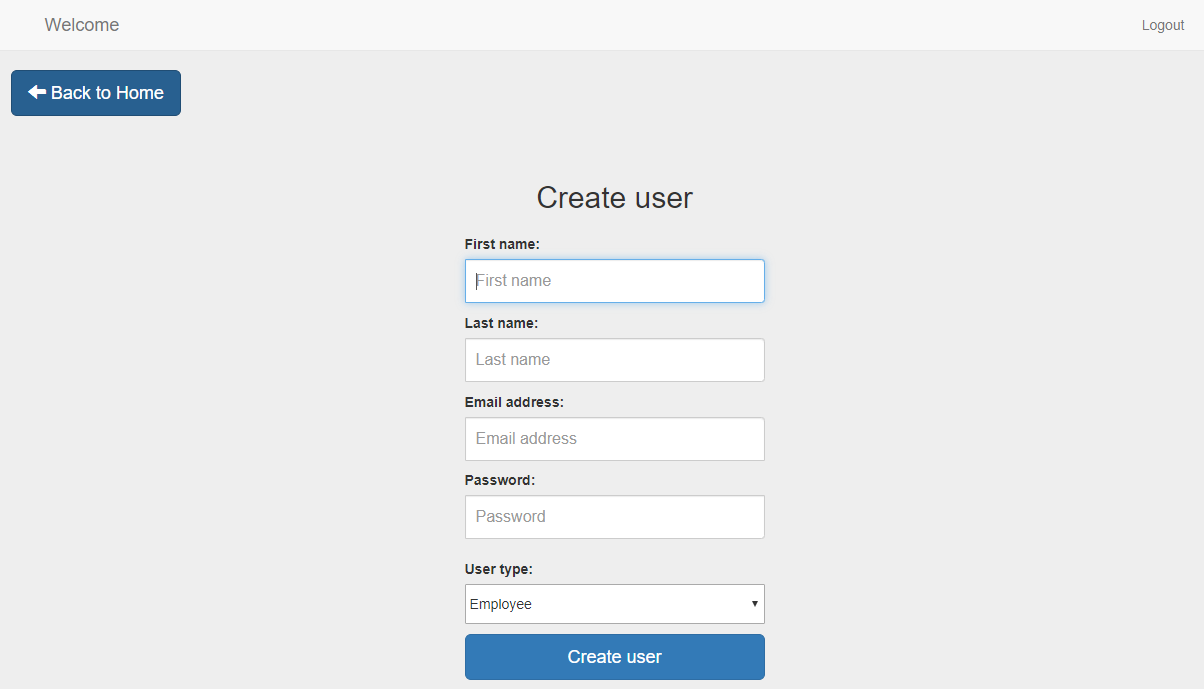 Welcome
Logout
Back to Home
Create user
First name:
First name
Last name:
Last name
Email address:
Email address
Password:
Password
User type:
Employee
Create user